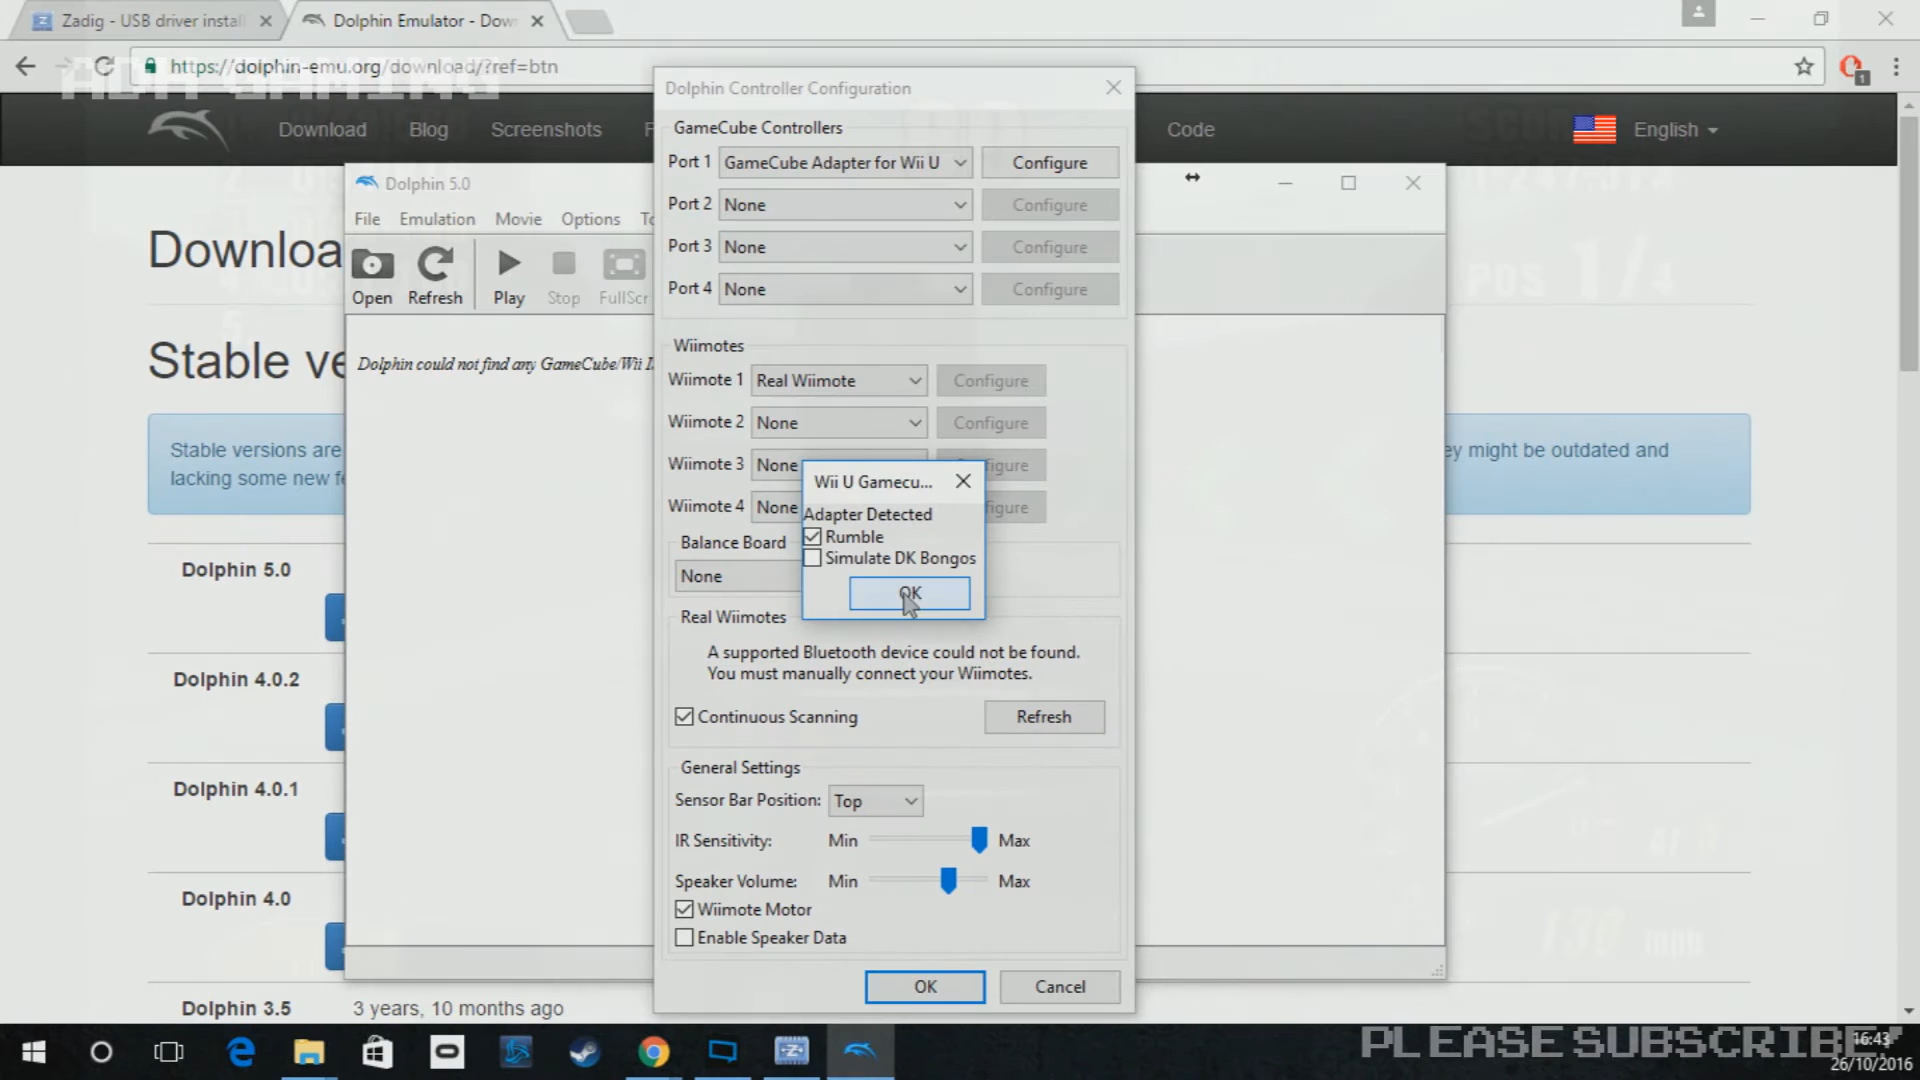 Zadig - USB driver instal
Dolphin Emulator - Dow
https://dolphin-emu.org/download/?ref=btn
1
Download
Blog
Screenshots
F
Code
English
Dolphin Controller Configuration
GameCube Controllers
Port 1 GameCube Adapter for Wii U Configure
Port 2 None Configure
Port 3 None Configure
Port 4 None Configure
Dolphin 5.0
File Emulation Movie Options To
Open Refresh Play Stop FullScr
Dolphin could not find any GameCube/Wii I
Downloa
Stable ve
Stable versions are
lacking some new fe
ey might be outdated and
Dolphin 5.0
Dolphin 4.0.2
Dolphin 4.0.1
Dolphin 4.0
Dolphin 3.5 3 years, 10 months ago
Wiimotes
Wiimote 1 Real Wiimote Configure
Wiimote 2 None Configure
Wiimote 3 None figure
Wiimote 4 None figure
Wii U Gamecu...
Adapter Detected
Rumble
Simulate DK Bongos
OK
Balance Board
None
Real Wiimotes
A supported Bluetooth device could not be found.
You must manually connect your Wiimotes.
Continuous Scanning Refresh
General Settings
Sensor Bar Position: Top
IR Sensitivity: Min Max
Speaker Volume: Min Max
Wiimote Motor
Enable Speaker Data
OK Cancel
POS 1/4
PLEASE SUBSCRIBE!
16:43
26/10/2016